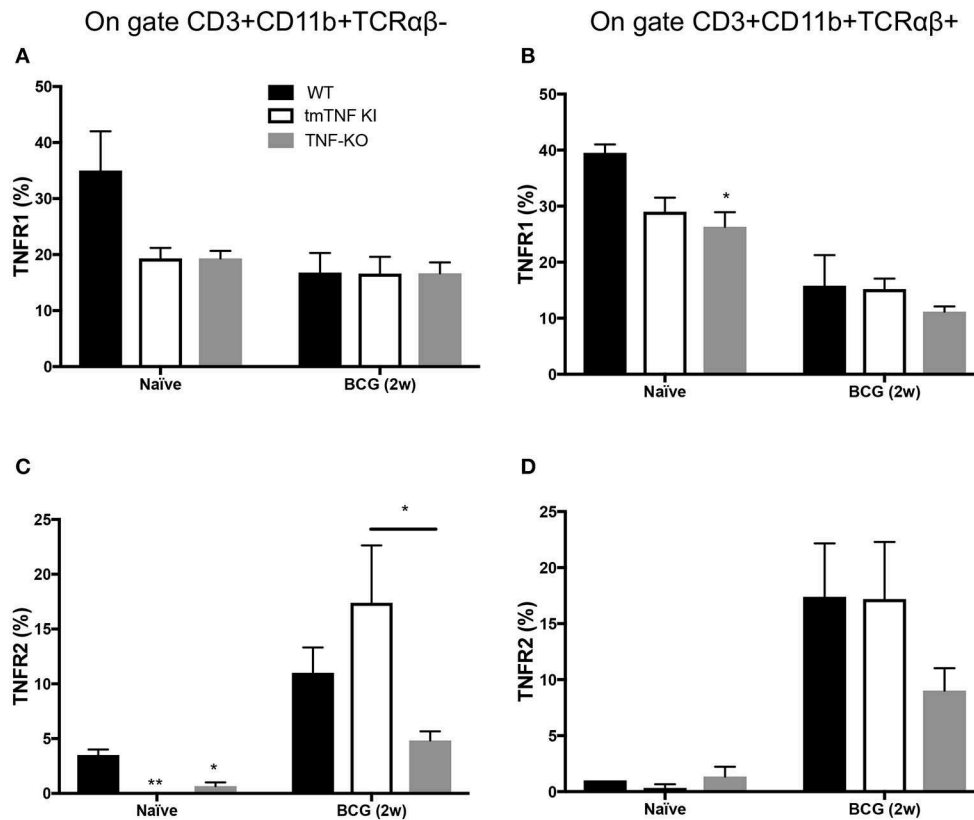 On gate CD3+CD11b+TCRαβ-
On gate CD3+CD11b+TCRαβ+
A
TNFR1 (%)
50
40
30
20
10
0
WT
tmTNF KI
TNF-KO
Naïve
BCG (2w)
B
TNFR1 (%)
50
40
30
20
10
0
*
Naïve
BCG (2w)
C
TNFR2 (%)
25
20
15
10
5
0
**
*
*
Naïve
BCG (2w)
D
TNFR2 (%)
25
20
15
10
5
0
Naïve
BCG (2w)